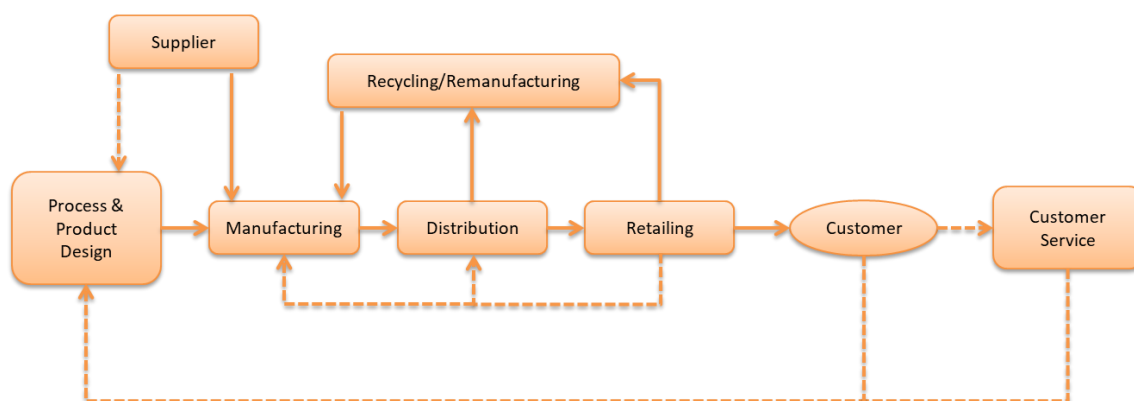 Supplier
Recycling/Remanufacturing
Process &
Product
Design
Manufacturing
Distribution
Retailing
Customer
Customer
Service